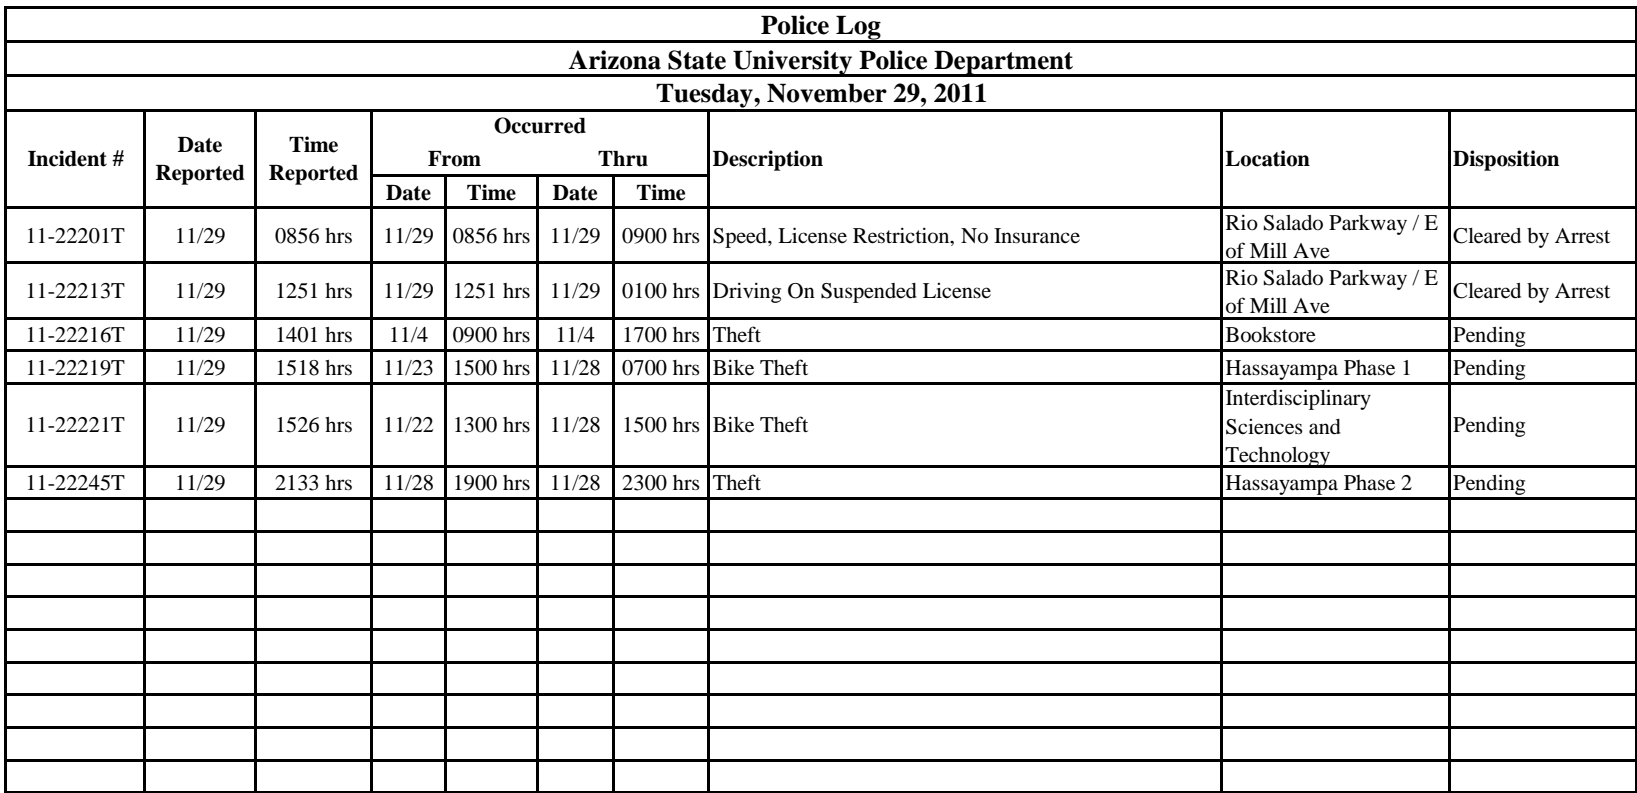 Police Log
Arizona State University Police Department
Tuesday, November 29, 2011
Incident # Date Reported Time Reported Occurred Description Location Disposition
From Thru
Date Time Date Time
11-22201T 11/29 0856 hrs 11/29 0856 hrs 11/29 0900 hrs Speed, License Restriction, No Insurance Rio Salado Parkway / E of Mill Ave Cleared by Arrest
11-22213T 11/29 1251 hrs 11/29 1251 hrs 11/29 0100 hrs Driving On Suspended License Rio Salado Parkway / E of Mill Ave Cleared by Arrest
11-22216T 11/29 1401 hrs 11/4 0900 hrs 11/4 1700 hrs Theft Bookstore Pending
11-22219T 11/29 1518 hrs 11/23 1500 hrs 11/28 0700 hrs Bike Theft Hassayampa Phase 1 Pending
11-22221T 11/29 1526 hrs 11/22 1300 hrs 11/28 1500 hrs Bike Theft Interdisciplinary Sciences and Technology Pending
11-22245T 11/29 2133 hrs 11/28 1900 hrs 11/28 2300 hrs Theft Hassayampa Phase 2 Pending